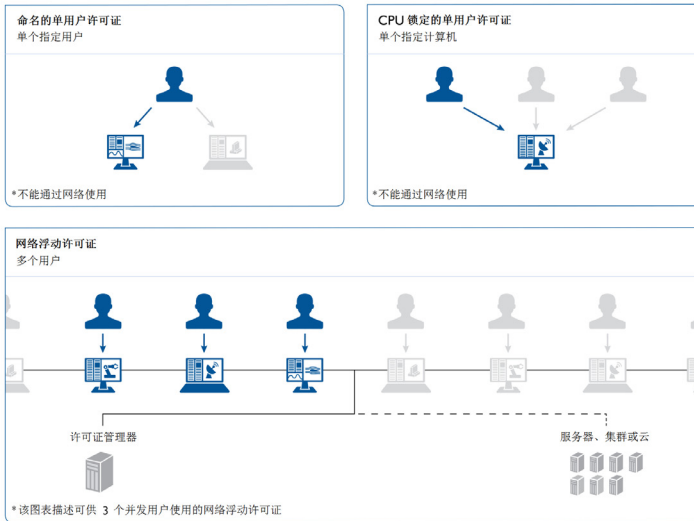 命名的单用户许可证
单个指定用户
*不能通过网络使用
CPU 锁定的单用户许可证
单个指定计算机
*不能通过网络使用
网络浮动许可证
多个用户
许可证管理器
服务器、集群或云
*该图表描述可供 3 个并发用户使用的网络浮动许可证